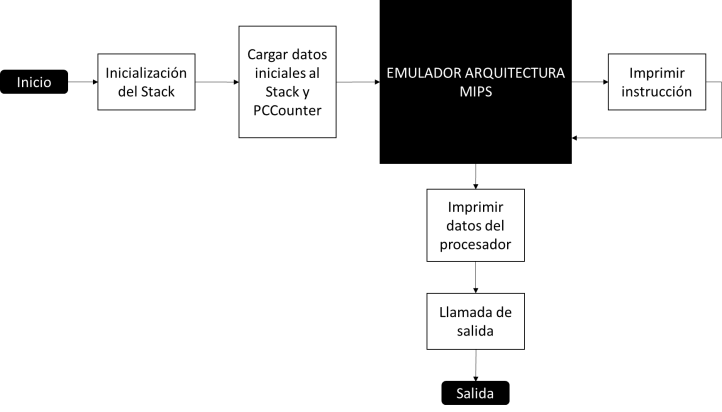 Inicio
Inicialización
del Stack
Cargar datos
iniciales al
Stack y
PCCounter
EMULADOR ARQUITECTURA
MIPS
Imprimir
instrucción
Imprimir
datos del
procesador
Llamada de
salida
Salida